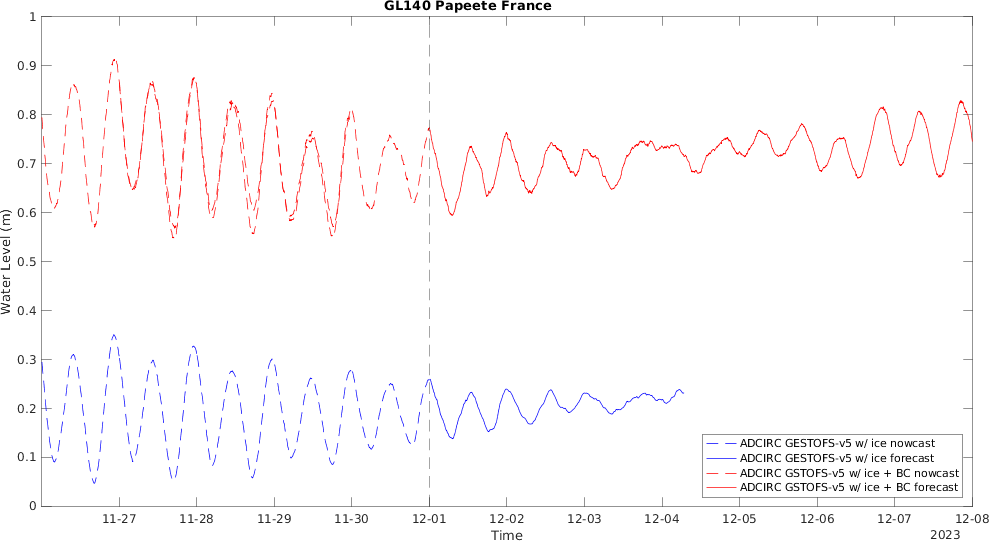 GL140 Papeete France
1
0.9
0.8
0.7
0.6
0.5
0.4
0.3
0.2
0.1
0
Water Level (m)
ADCIRC GESTOFS-v5 w/ ice nowcast
ADCIRC GESTOFS-v5 w/ ice forecast
ADCIRC GSTOFS-v5 w/ ice + BC nowcast
ADCIRC GSTOFS-v5 w/ ice + BC forecast
11-27 11-28 11-29 11-30 12-01 12-02 12-03 12-04 12-05 12-06 12-07 12-08
Time
2023